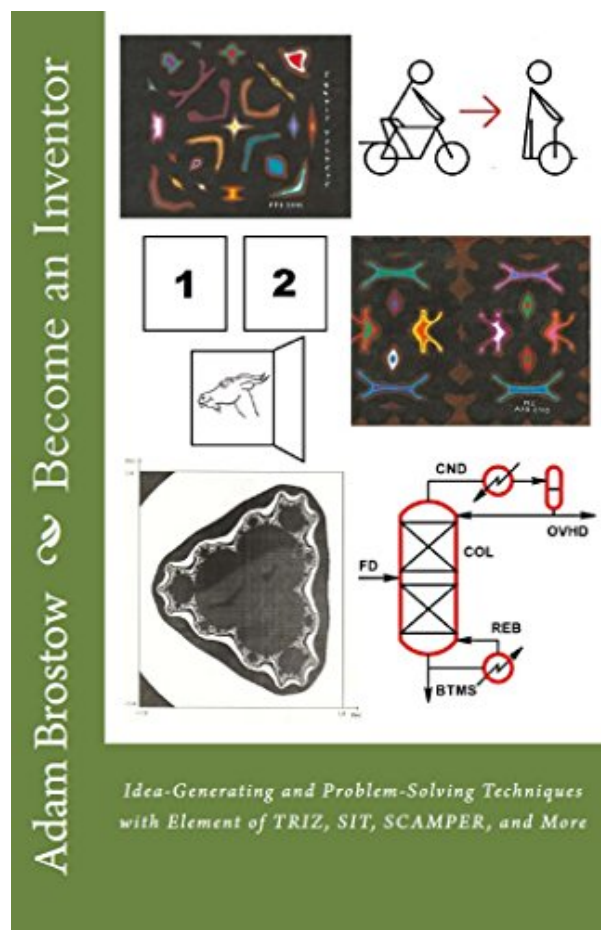 Adam Brostow Become an Inventor
1
2
CND
OVHD
COL
FD
REB
BTMS
Idea-Generating and Problem-Solving Techniques
with Element of TRIZ, SIT, SCAMPER, and More